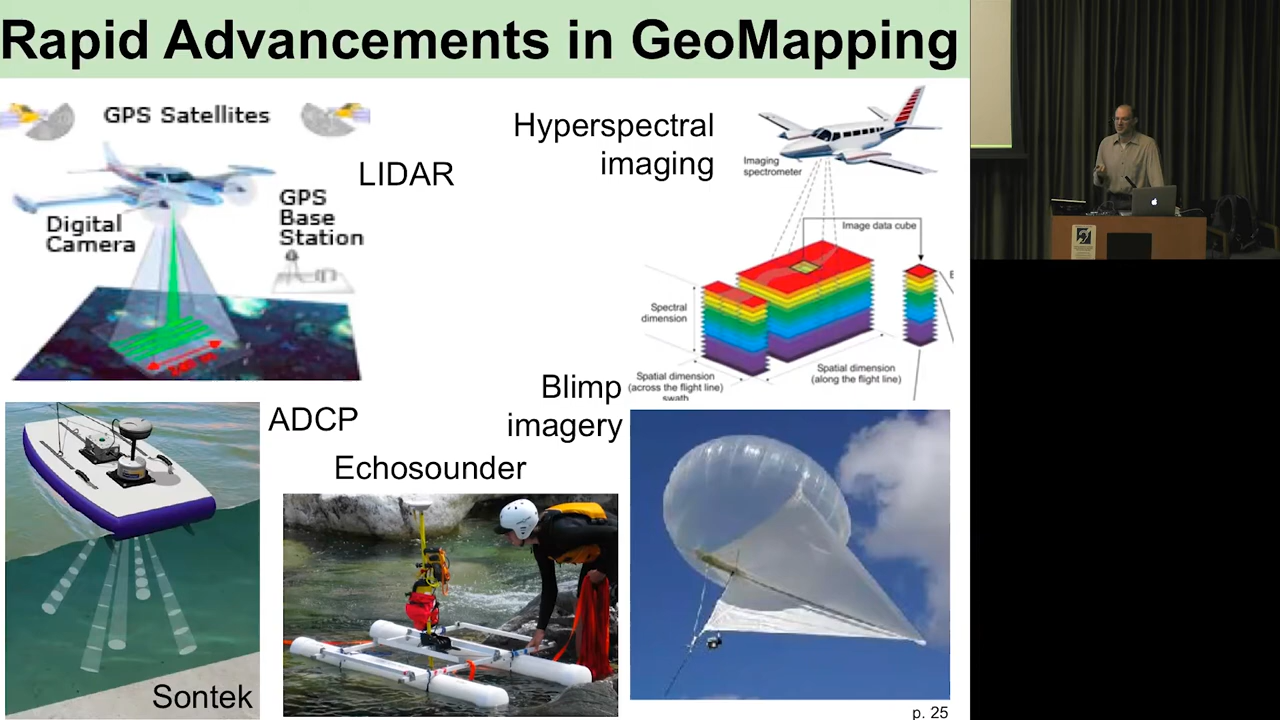 Rapid Advancements in GeoMapping
GPS Satellites
LIDAR
GPS
Base
Station
Digital
Camera
Hyperspectral
imaging
Imaging
spectrometer
Image data cube
Spectral
dimension
Spatial dimension
(across the flight line)
swath
Spatial dimension
(along the flight line)
ADCP
Sontek
Echosounder
Blimp
imagery
p. 25